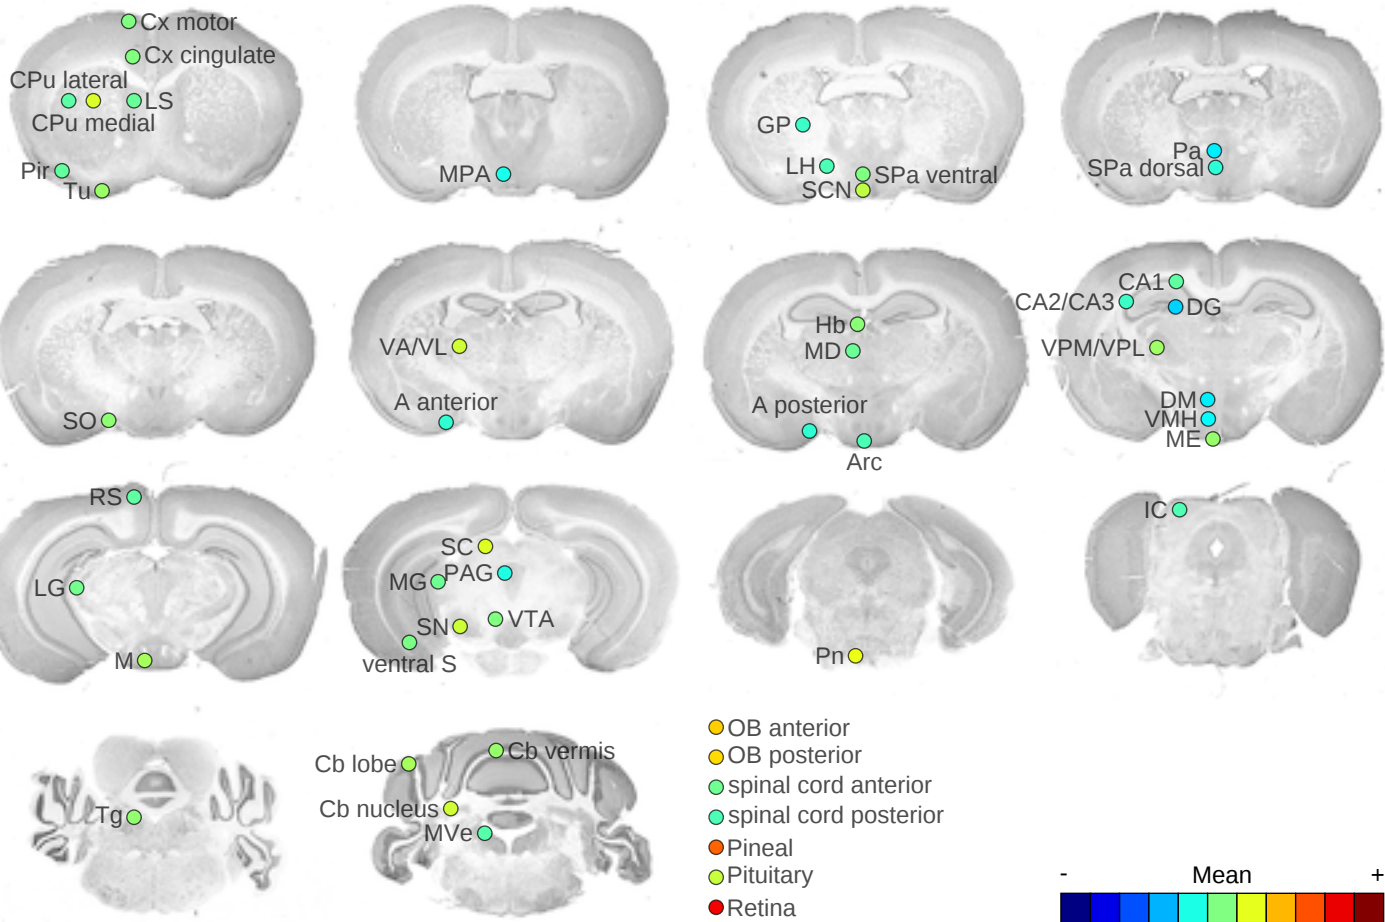 Cx motor
Cx cingulate
CPu lateral
LS
CPu medial
Pir
Tu
MPA
GP
LH
SPa ventral
SCN
Pa
SPa dorsal
SO
VA/VL
A anterior
Hb
MD
A posterior
Arc
CA1
CA2/CA3
DG
VPM/VPL
DM
VMH
ME
RS
LG
M
SC
PAG
MG
VTA
SN
ventral S
Pn
IC
Tg
Cb vermis
Cb lobe
Cb nucleus
MVe
OB anterior
OB posterior
spinal cord anterior
spinal cord posterior
Pineal
Pituitary
Retina
- Mean +